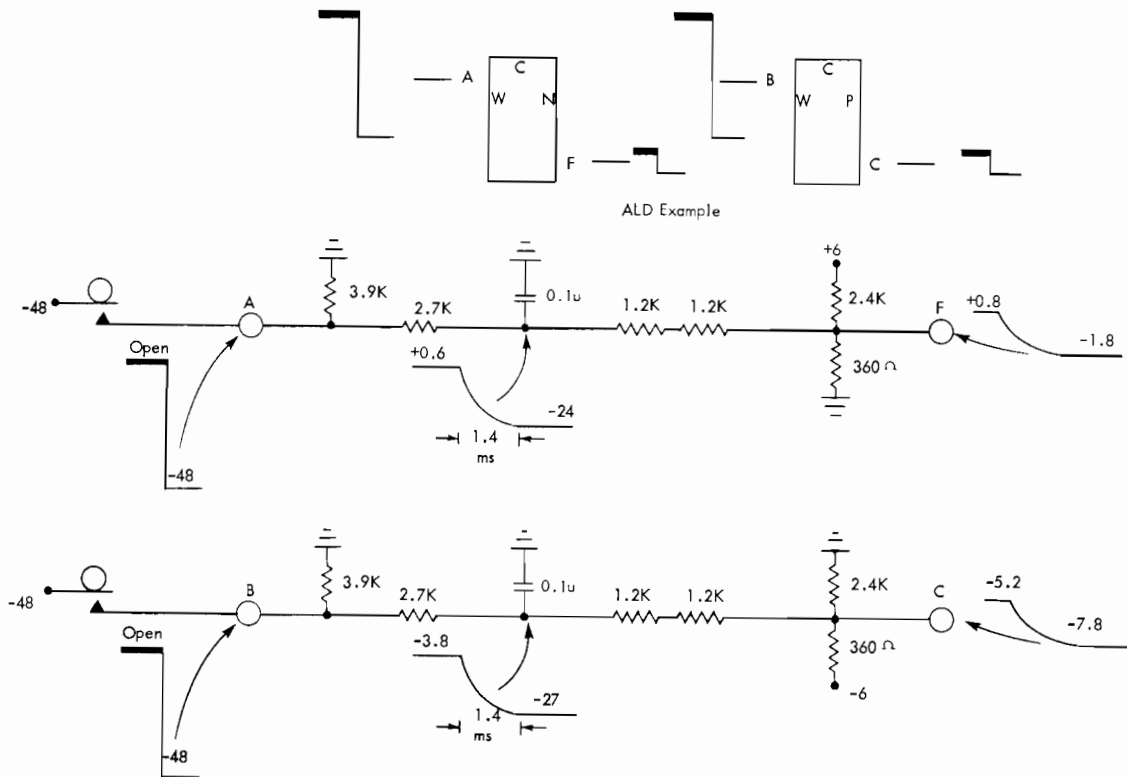 C
A
W N
F
C
B
W P
C
ALD Example
-48
A
3.9K
2.7K
0.1u
1.2K 1.2K
+6
2.4K
F
+0.8
-1.8
360 Ω
Open
-48
+0.6
-24
1.4
ms
-48
B
3.9K
2.7K
0.1u
1.2K 1.2K
2.4K
C
-5.2
-7.8
360 Ω
-6
Open
-48
-3.8
-27
1.4
ms